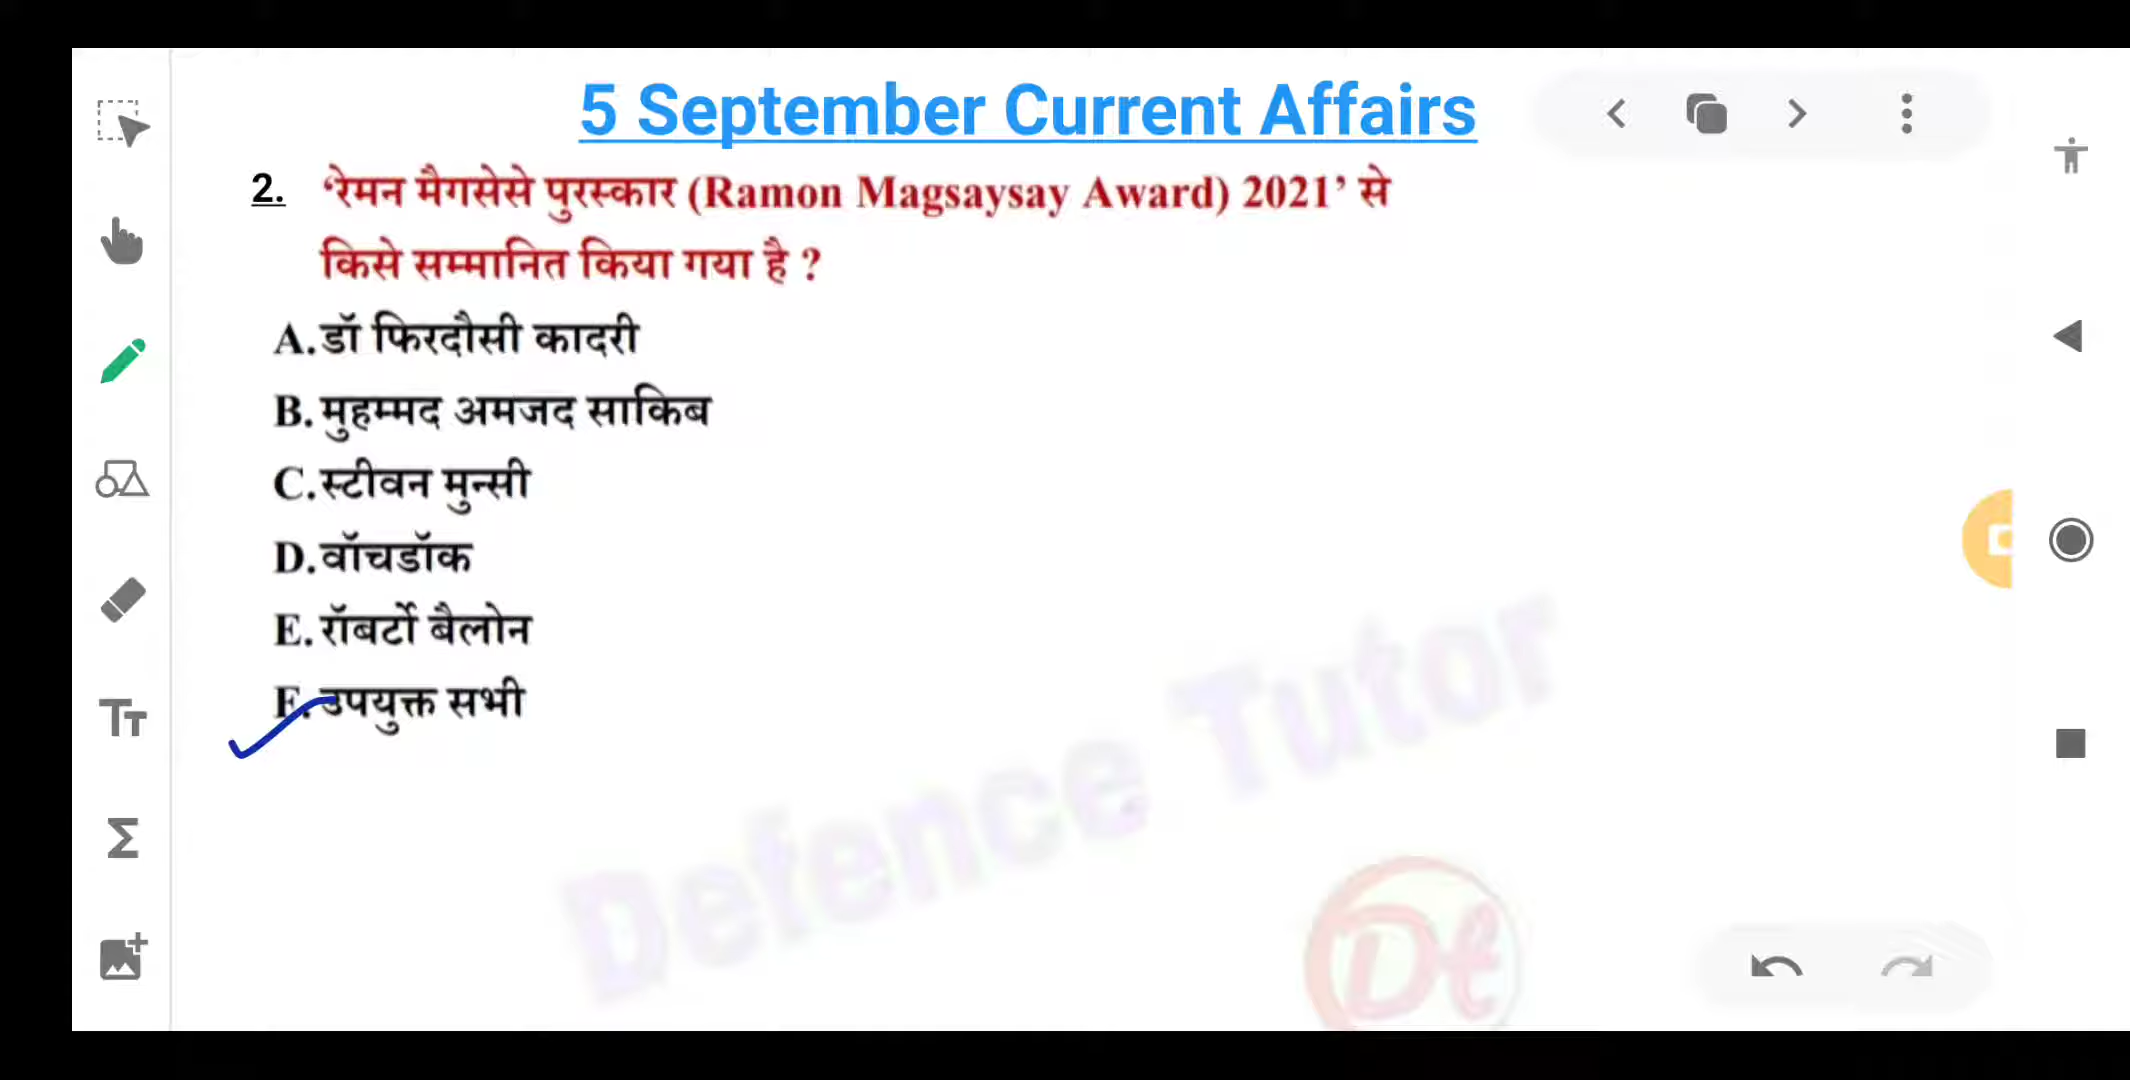 5 September Current Affairs
2. ‘रेमन मैगसेसे पुरस्कार (Ramon Magsaysay Award) 2021’ से
किसे सम्मानित किया गया है ?
A.डॉ फिरदौसी कादरी
B.मुहम्मद अमजद साकिब
C.स्टीवन मुन्सी
D.वॉचडॉक
E.रॉबर्टो बैलोन
F.उपयुक्त सभी
Defence Tutor
Dt